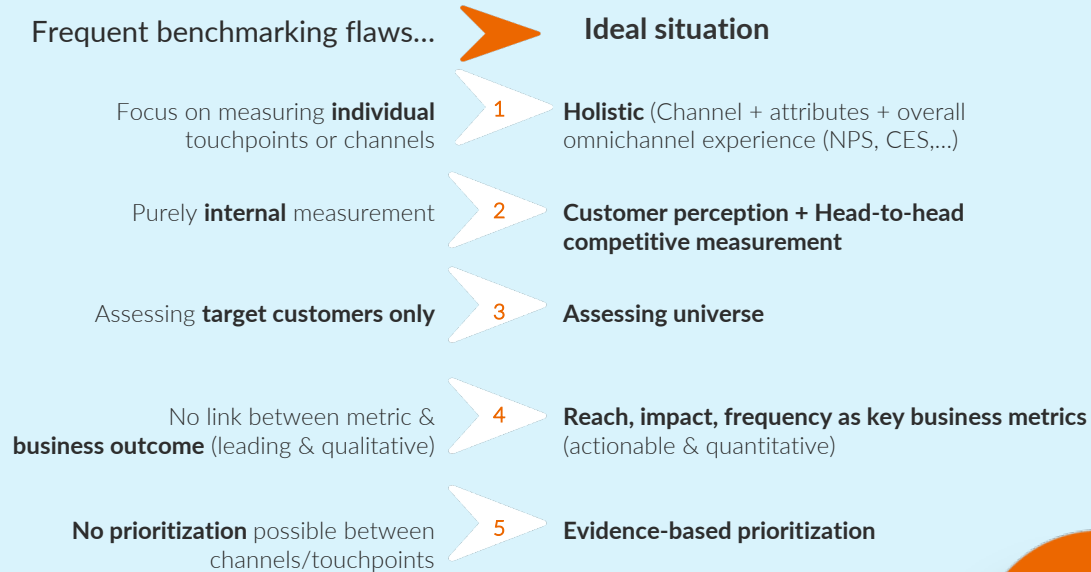 Frequent benchmarking flaws...
Ideal situation
Focus on measuring individual
touchpoints or channels
1
Holistic (Channel + attributes + overall
omnichannel experience (NPS, CES,...)
Purely internal measurement
2
Customer perception + Head-to-head
competitive measurement
Assessing target customers only
3
Assessing universe
No link between metric &
business outcome (leading & qualitative)
4
Reach, impact, frequency as key business metrics
(actionable & quantitative)
No prioritization possible between
channels/touchpoints
5
Evidence-based prioritization